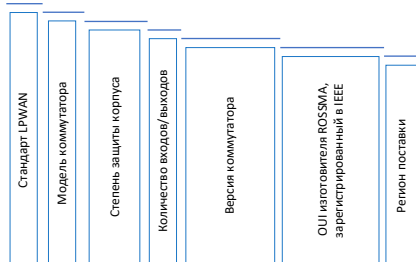 Стандарт LPWAN
Модель коммутатора
Степень защиты корпуса
Количество входов/выходов
Версия коммутатора
OUI изготовителя ROSSMA,
зарегистрированный в IEEE
Регион поставки